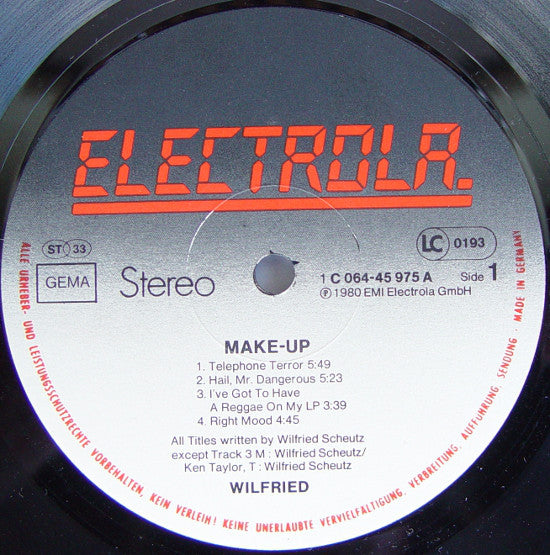 ELECTROLA.
ST 33
GEMA
Stereo
LC 0193
1 C 064-45 975 A
Side 1
℗ 1980 EMI Electrola GmbH
MAKE-UP
1. Telephone Terror 5:49
2. Hail, Mr. Dangerous 5:23
3. I've Got To Have
A Reggae On My LP 3:39
4. Right Mood 4:45
All Titles written by Wilfried Scheutz
except Track 3 M : Wilfried Scheutz/
Ken Taylor, T : Wilfried Scheutz
WILFRIED
ALLE URHEBER- UND LEISTUNGSSCHUTZRECHTE VORBEHALTEN. KEIN VERLEIH! KEINE UNERLAUBTE VERVIELFÄLTIGUNG, VERBREITUNG, AUFFÜHRUNG, SENDUNG · MADE IN GERMANY